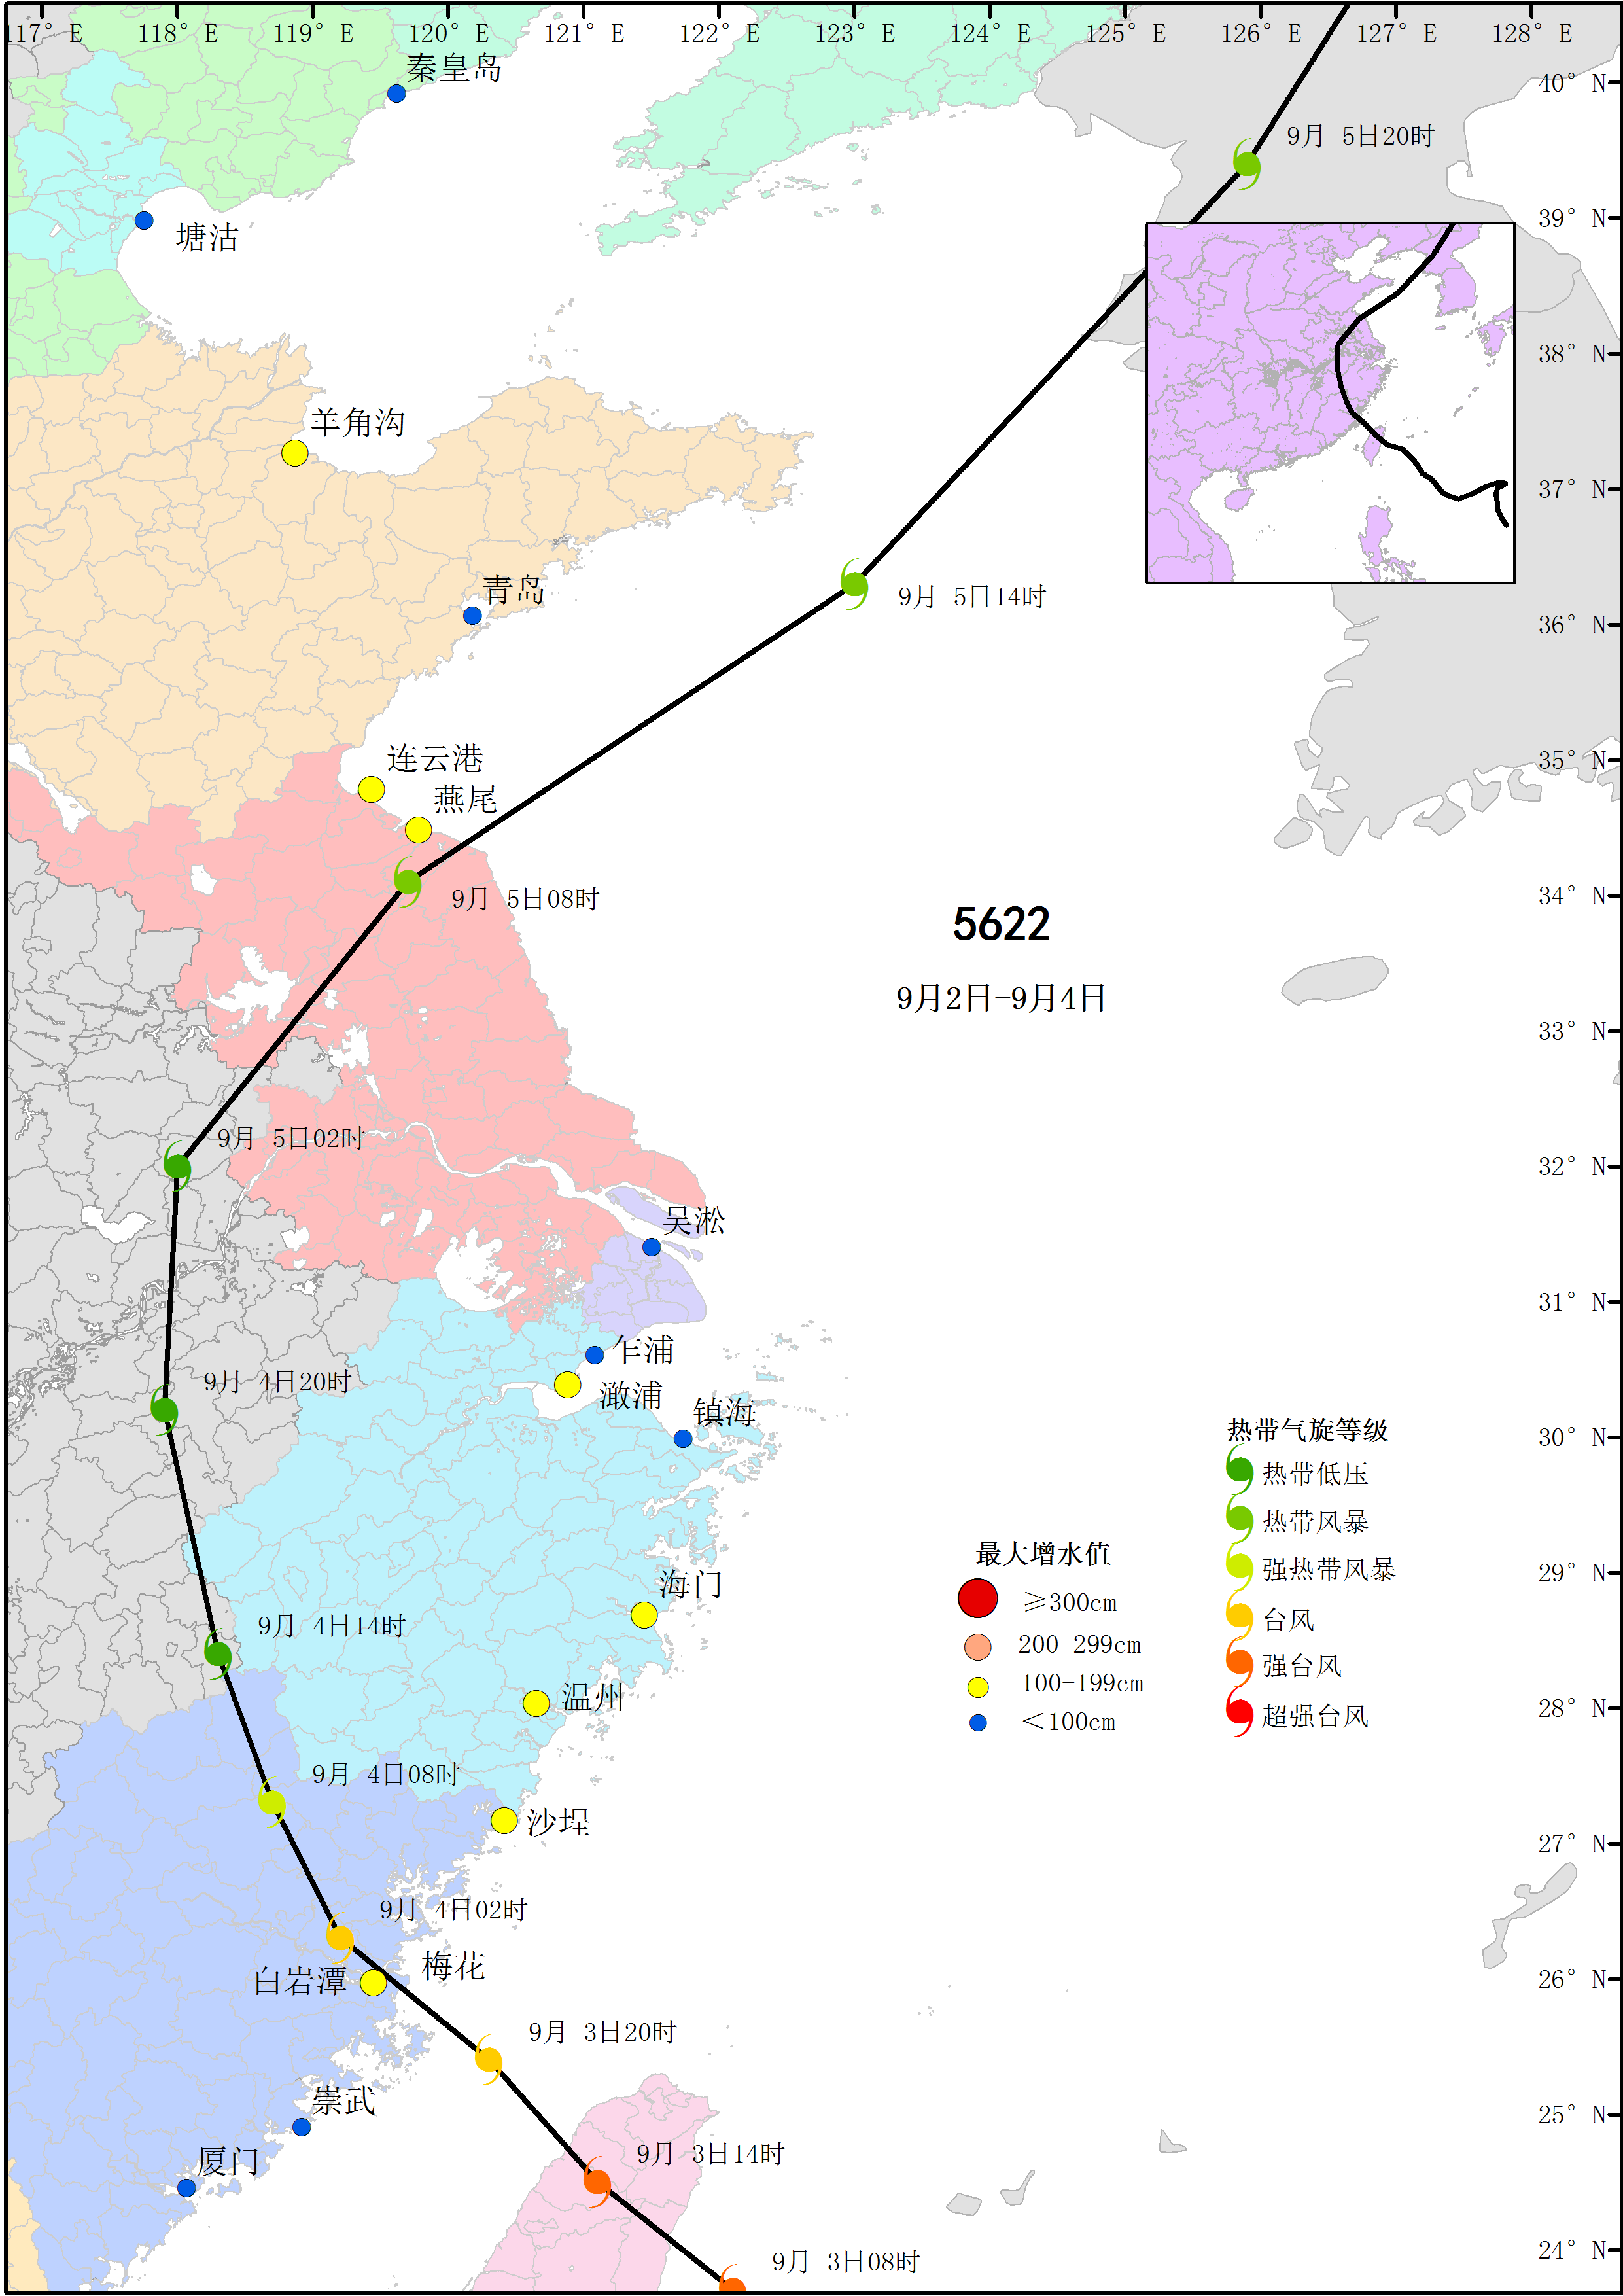 117° E 118° E 119° E 120° E 121° E 122° E 123° E 124° E 125° E 126° E 127° E 128° E
秦皇岛
40° N
9月 5日20时
39° N
塘沽
38° N
羊角沟
37° N
青岛
9月 5日14时
36° N
连云港
35° N
燕尾
9月 5日08时
34° N
5622
9月2日-9月4日
33° N
9月 5日02时
32° N
吴淞
31° N
乍浦
9月 4日20时
澉浦
镇海
30° N
热带气旋等级
热带低压
热带风暴
强热带风暴
台风
强台风
超强台风
最大增水值
≥300cm
200-299cm
100-199cm
<100cm
29° N
海门
9月 4日14时
温州
28° N
9月 4日08时
沙埕
27° N
9月 4日02时
梅花
白岩潭
26° N
9月 3日20时
崇武
25° N
9月 3日14时
厦门
24° N
9月 3日08时